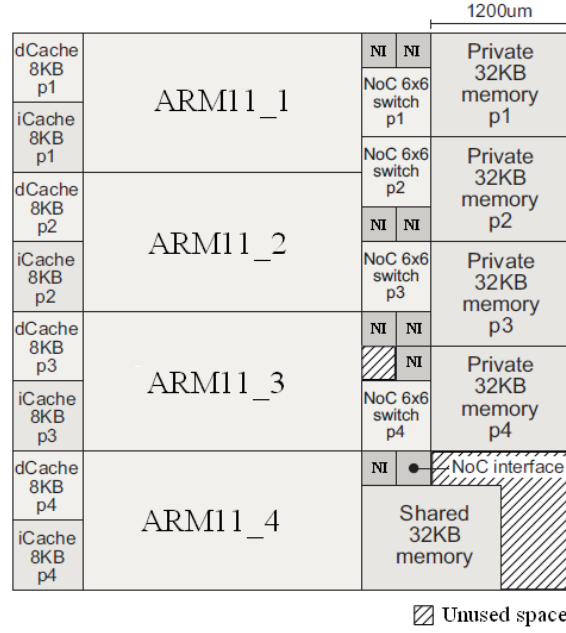 1200um
dCache
8KB
p1
iCache
8KB
p1
dCache
8KB
p2
iCache
8KB
p2
dCache
8KB
p3
iCache
8KB
p3
dCache
8KB
p4
iCache
8KB
p4
ARM11_1
ARM11_2
ARM11_3
ARM11_4
NI NI
NoC 6x6
switch
p1
NoC 6x6
switch
p2
NI NI
NoC 6x6
switch
p3
NI NI
NI
NoC 6x6
switch
p4
NI
NoC interface
Shared
32KB
memory
Private
32KB
memory
p1
Private
32KB
memory
p2
Private
32KB
memory
p3
Private
32KB
memory
p4
Unused space